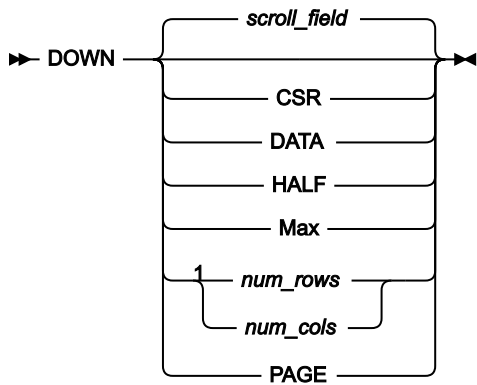 scroll_field
DOWN
CSR
DATA
HALF
Max
1
num_rows
num_cols
PAGE